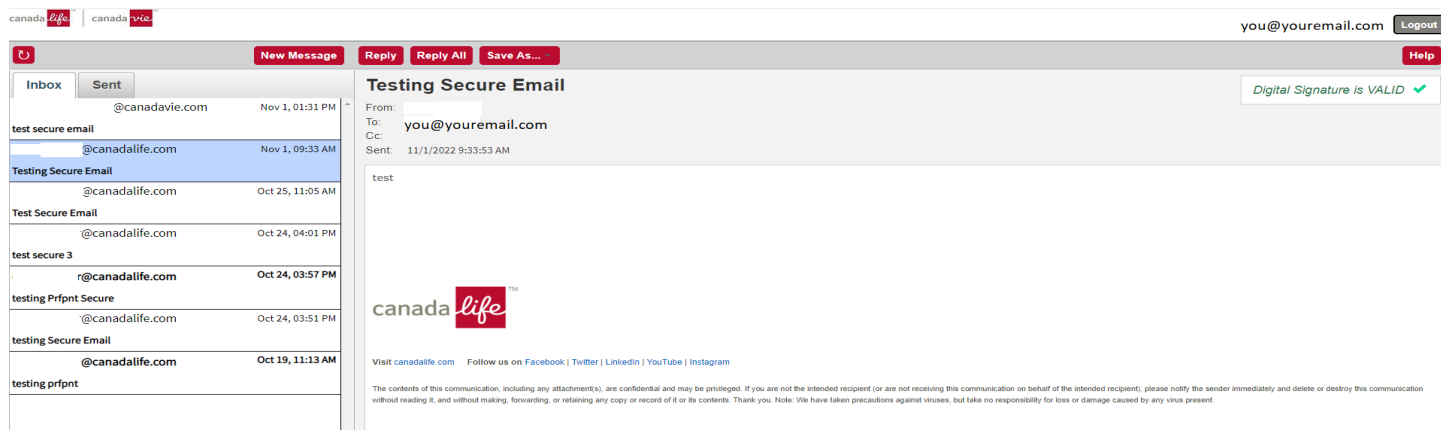 canada life canada vie
you@youremail.com Logout
New Message Reply Reply All Save As... Help
Inbox Sent
@canadavie.com Nov 1, 01:31 PM
test secure email
@canadalife.com Nov 1, 09:33 AM
Testing Secure Email
@canadalife.com Oct 25, 11:05 AM
Test Secure Email
@canadalife.com Oct 24, 04:01 PM
test secure 3
r@canadalife.com Oct 24, 03:57 PM
testing Prfpnt Secure
@canadalife.com Oct 24, 03:51 PM
testing Secure Email
@canadalife.com Oct 19, 11:13 AM
testing prfpnt
Testing Secure Email
Digital Signature is VALID
From:
To: you@youremail.com
Cc:
Sent: 11/1/2022 9:33:53 AM
test
canada life TM
Visit canadalife.com Follow us on Facebook | Twitter | LinkedIn | YouTube | Instagram
The contents of this communication, including any attachment(s), are confidential and may be privileged. If you are not the intended recipient (or are not receiving this communication on behalf of the intended recipient), please notify the sender immediately and delete or destroy this communication
without reading it, and without making, forwarding, or retaining any copy or record of it or its contents. Thank you. Note: We have taken precautions against viruses, but take no responsibility for loss or damage caused by any virus present.